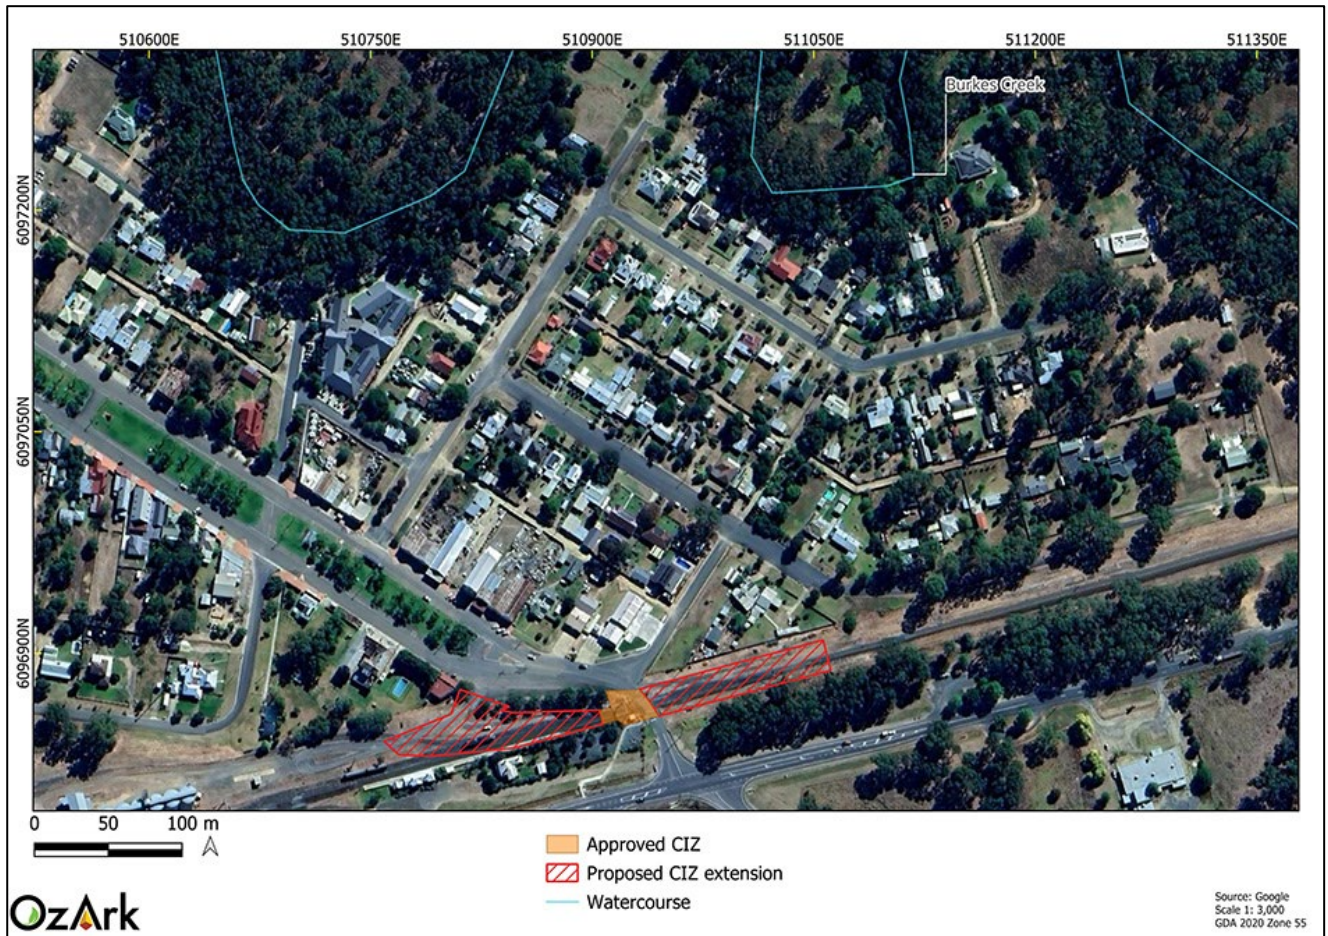 510600E 510750E 510900E 511050E 511200E 511350E
Burkes Creek
6097200N
6097050N
6096900N
0 50 100 m
Approved CIZ
Proposed CIZ extension
Watercourse
OzArk
Source: Google
Scale 1: 3,000
GDA 2020 Zone 55